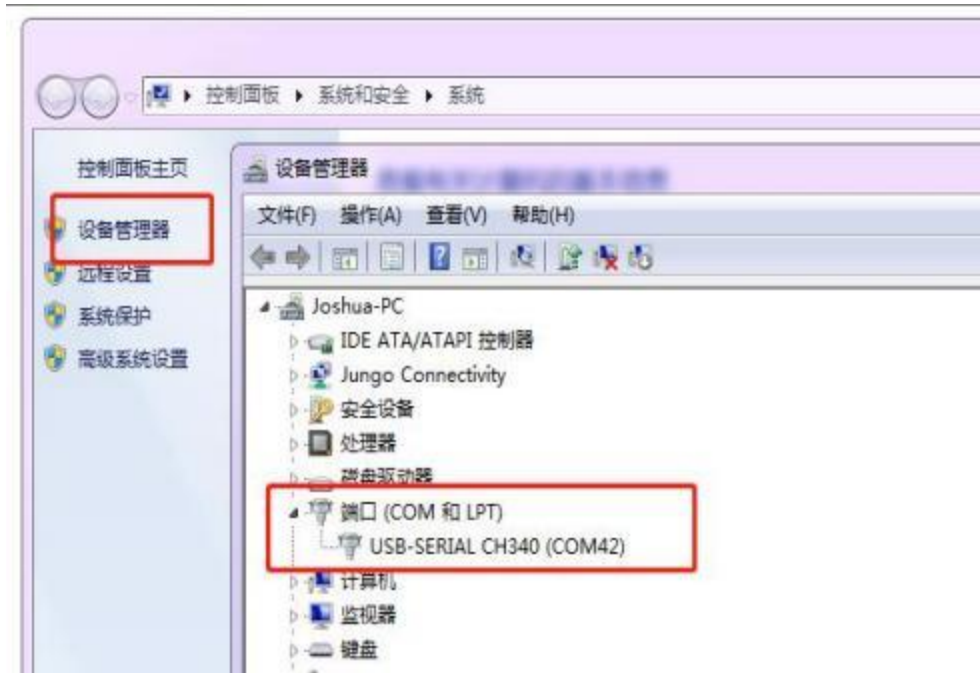 控制面板 系统和安全 系统
控制面板主页
设备管理器
远程设置
系统保护
高级系统设置
设备管理器
文件(F) 操作(A) 查看(V) 帮助(H)
Joshua-PC
IDE ATA/ATAPI 控制器
Jungo Connectivity
安全设备
处理器
磁盘驱动器
端口 (COM 和 LPT)
USB-SERIAL CH340 (COM42)
计算机
监视器
键盘